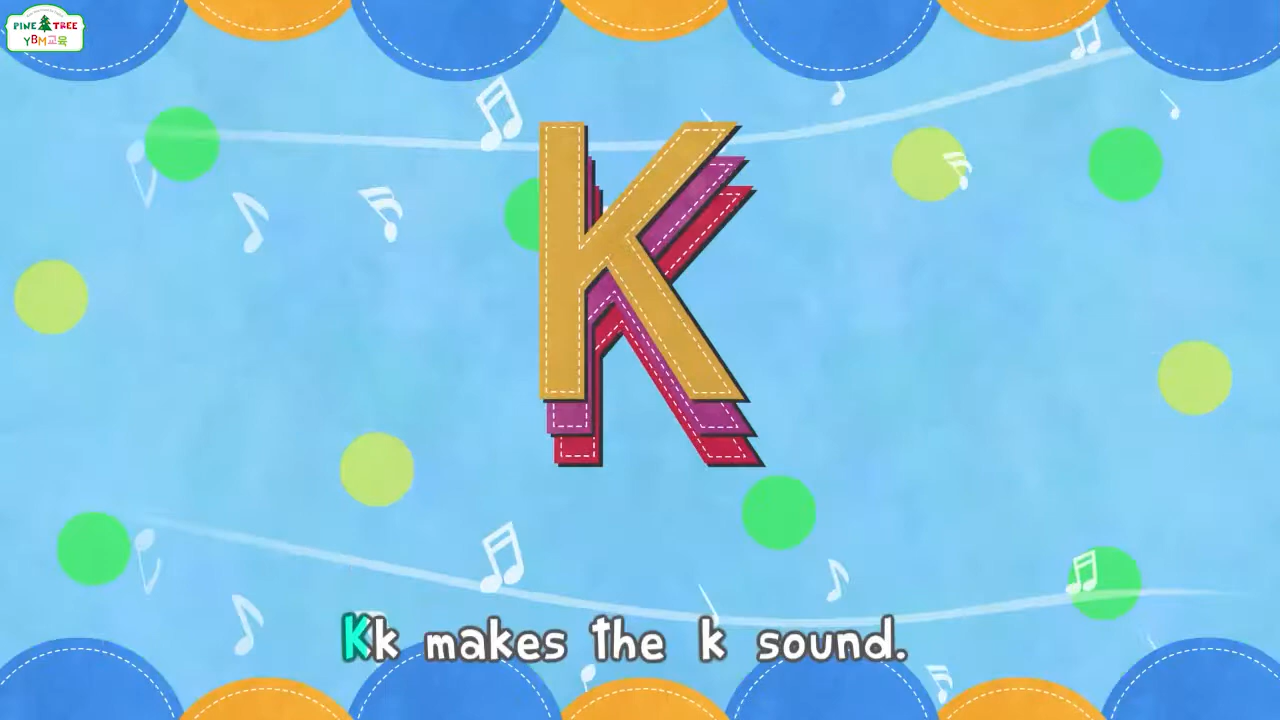 PINE TREE
YBM교육
K
Kk makes the k sound.